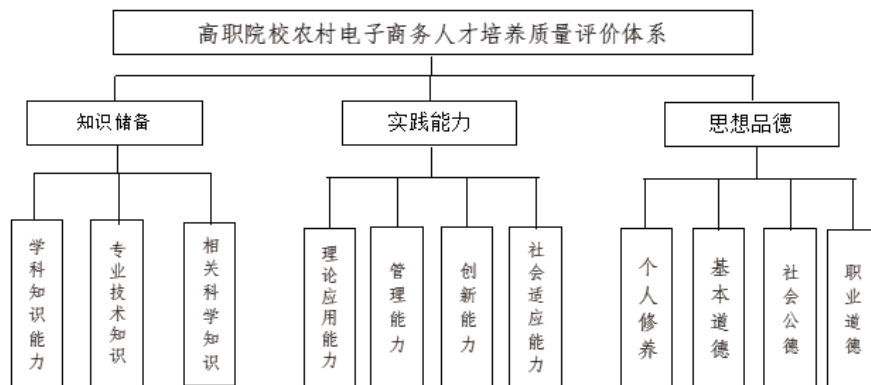 高职院校农村电子商务人才培养质量评价体系
知识储备
实践能力
思想品德
学科知识能力
专业技术知识
相关科学知识
理论应用能力
管理能力
创新能力
社会适应能力
个人修养
基本道德
社会公德
职业道德